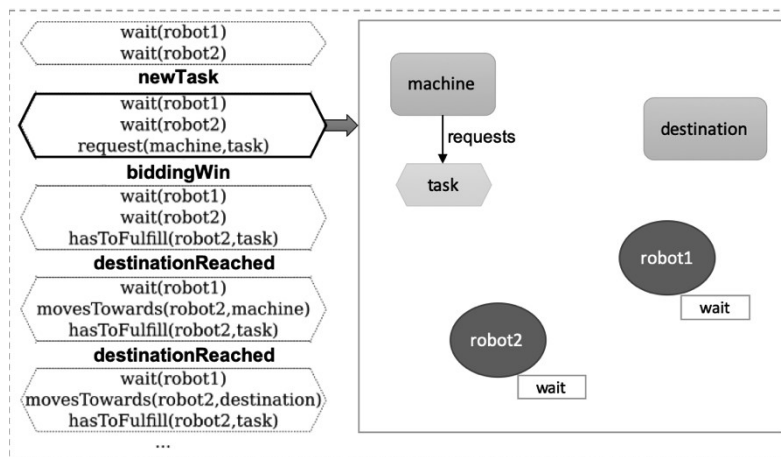 wait(robot1)
wait(robot2)
newTask
wait(robot1)
wait(robot2)
request(machine,task)
biddingWin
wait(robot1)
wait(robot2)
hasToFulfill(robot2,task)
destinationReached
wait(robot1)
movesTowards(robot2,machine)
hasToFulfill(robot2,task)
destinationReached
wait(robot1)
movesTowards(robot2,destination)
hasToFulfill(robot2,task)
...
machine
requests
task
destination
robot1
wait
robot2
wait